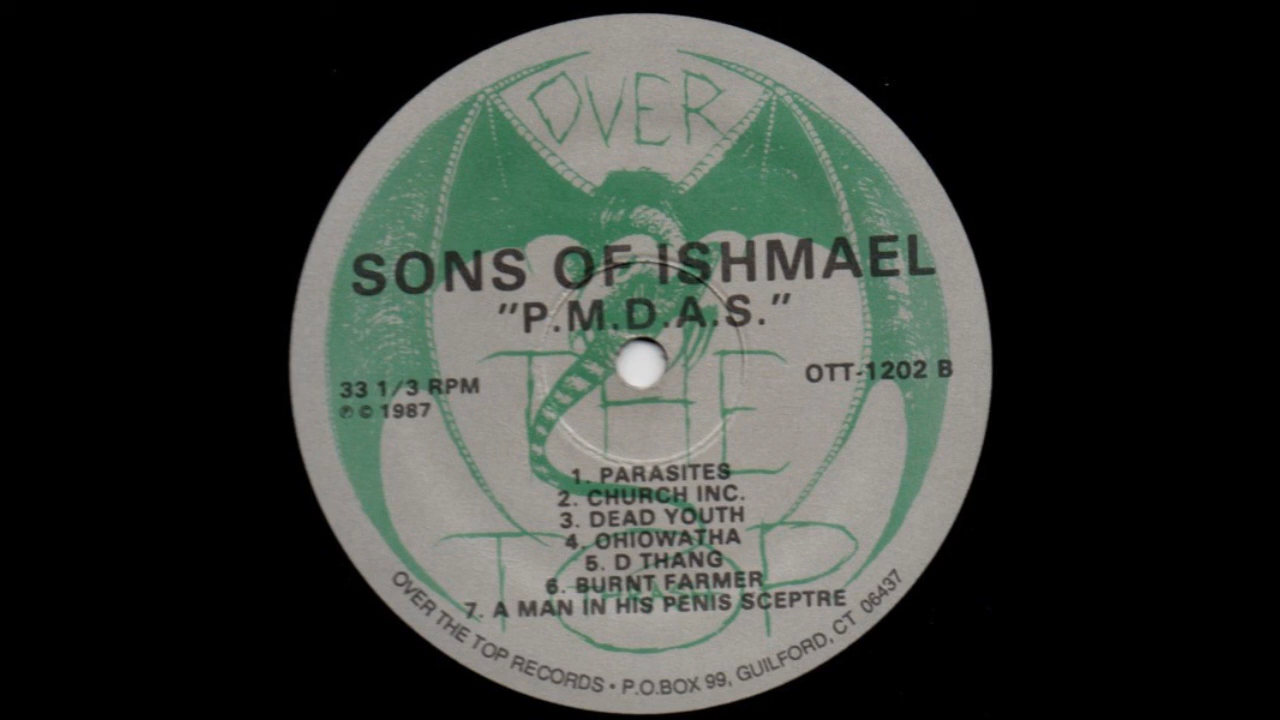 OVER
SONS OF ISHMAEL
"P.M.D.A.S."
THE
33 1/3 RPM
OTT-1202 B
℗ © 1987
1. PARASITES
2. CHURCH INC.
3. DEAD YOUTH
4. OHIOWATHA
5. D THANG
6. BURNT FARMER
7. A MAN IN HIS PENIS SCEPTRE
TOP
OVER THE TOP RECORDS • P.O.BOX 99, GUILFORD, CT 06437